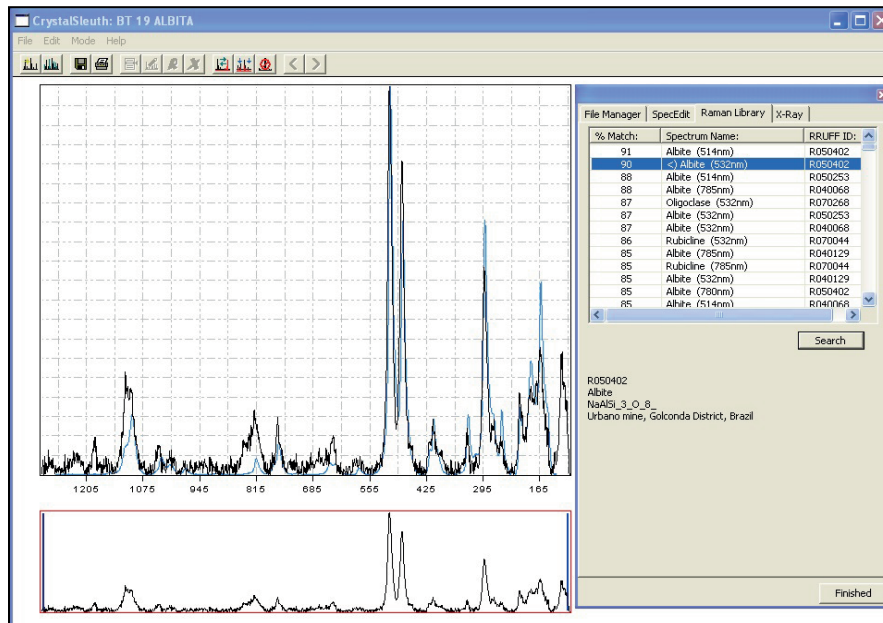 CrystalSleuth: BT 19 ALBITA
File Edit Mode Help
File Manager SpecEdit Raman Library X-Ray
% Match: Spectrum Name: RRUFF ID:
91 Albite (514nm) R050402
90 <) Albite (532nm) R050402
88 Albite (514nm) R050253
88 Albite (785nm) R040068
87 Oligoclase (532nm) R070268
87 Albite (532nm) R050253
87 Albite (532nm) R040068
86 Rubicline (532nm) R070044
85 Albite (785nm) R040129
85 Rubicline (785nm) R070044
85 Albite (532nm) R040129
85 Albite (780nm) R050402
85 Albite (514nm) R040068
Search
R050402
Albite
NaAlSi_3_O_8_
Urbano mine, Golconda District, Brazil
1205 1075 945 815 685 555 425 295 165
Finished